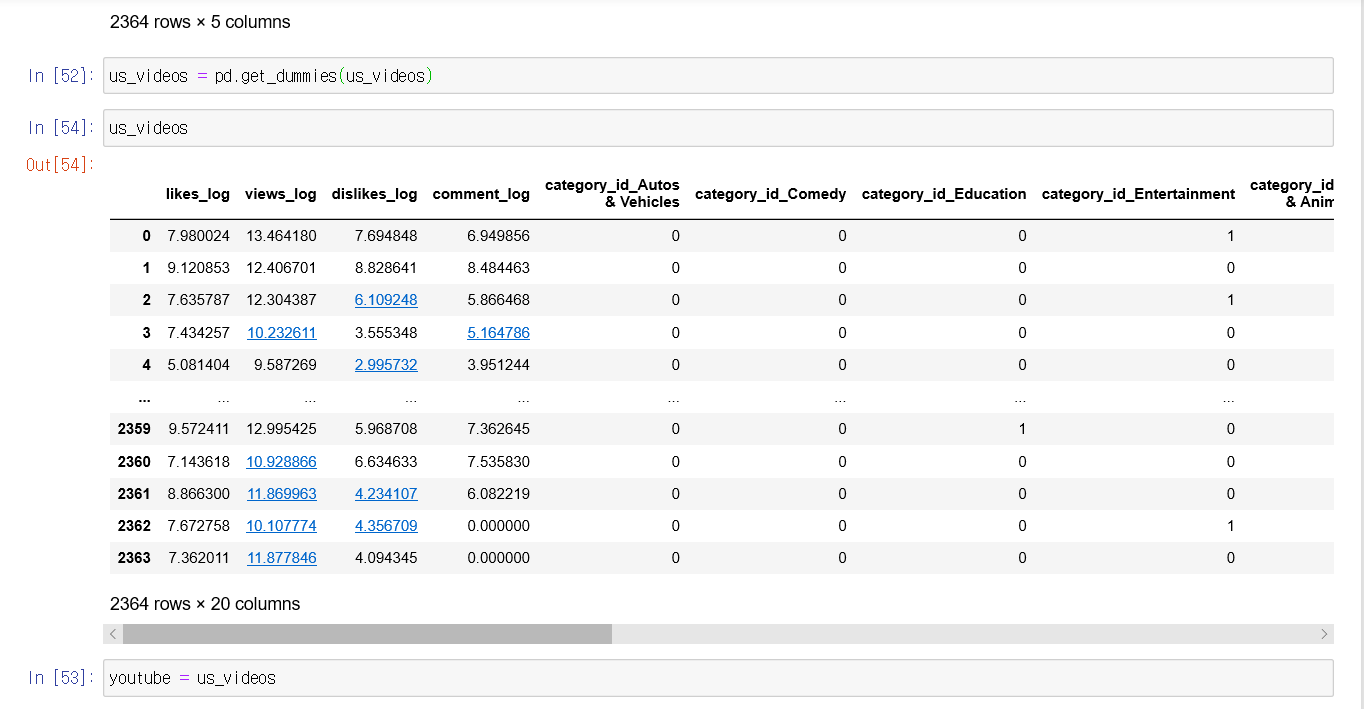 2364 rows × 5 columns
In [52]: us_videos = pd.get_dummies(us_videos)
In [54]: us_videos
Out[54]:
likes_log views_log dislikes_log comment_log category_id_Autos & Vehicles category_id_Comedy category_id_Education category_id_Entertainment category_id & Anim
0 7.980024 13.464180 7.694848 6.949856 0 0 0 1
1 9.120853 12.406701 8.828641 8.484463 0 0 0 0
2 7.635787 12.304387 6.109248 5.866468 0 0 0 1
3 7.434257 10.232611 3.555348 5.164786 0 0 0 0
4 5.081404 9.587269 2.995732 3.951244 0 0 0 0
... ... ... ... ... ... ... ... ...
2359 9.572411 12.995425 5.968708 7.362645 0 0 1 0
2360 7.143618 10.928866 6.634633 7.535830 0 0 0 0
2361 8.866300 11.869963 4.234107 6.082219 0 0 0 0
2362 7.672758 10.107774 4.356709 0.000000 0 0 0 1
2363 7.362011 11.877846 4.094345 0.000000 0 0 0 0
2364 rows × 20 columns
In [53]: youtube = us_videos